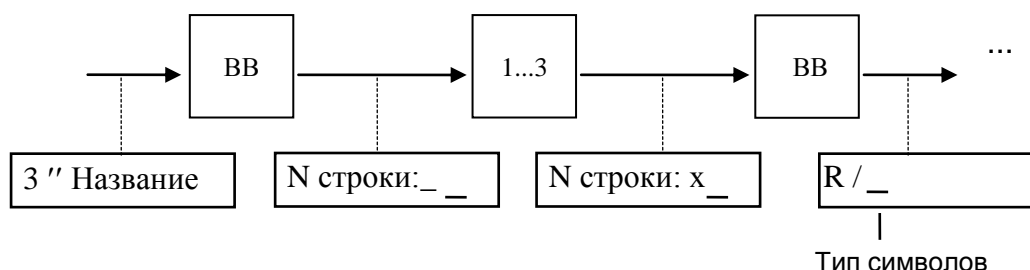 ВВ 1...3 ВВ ...
3 ″ Название N строки:_ _ N строки: x_ R / _
Тип символов